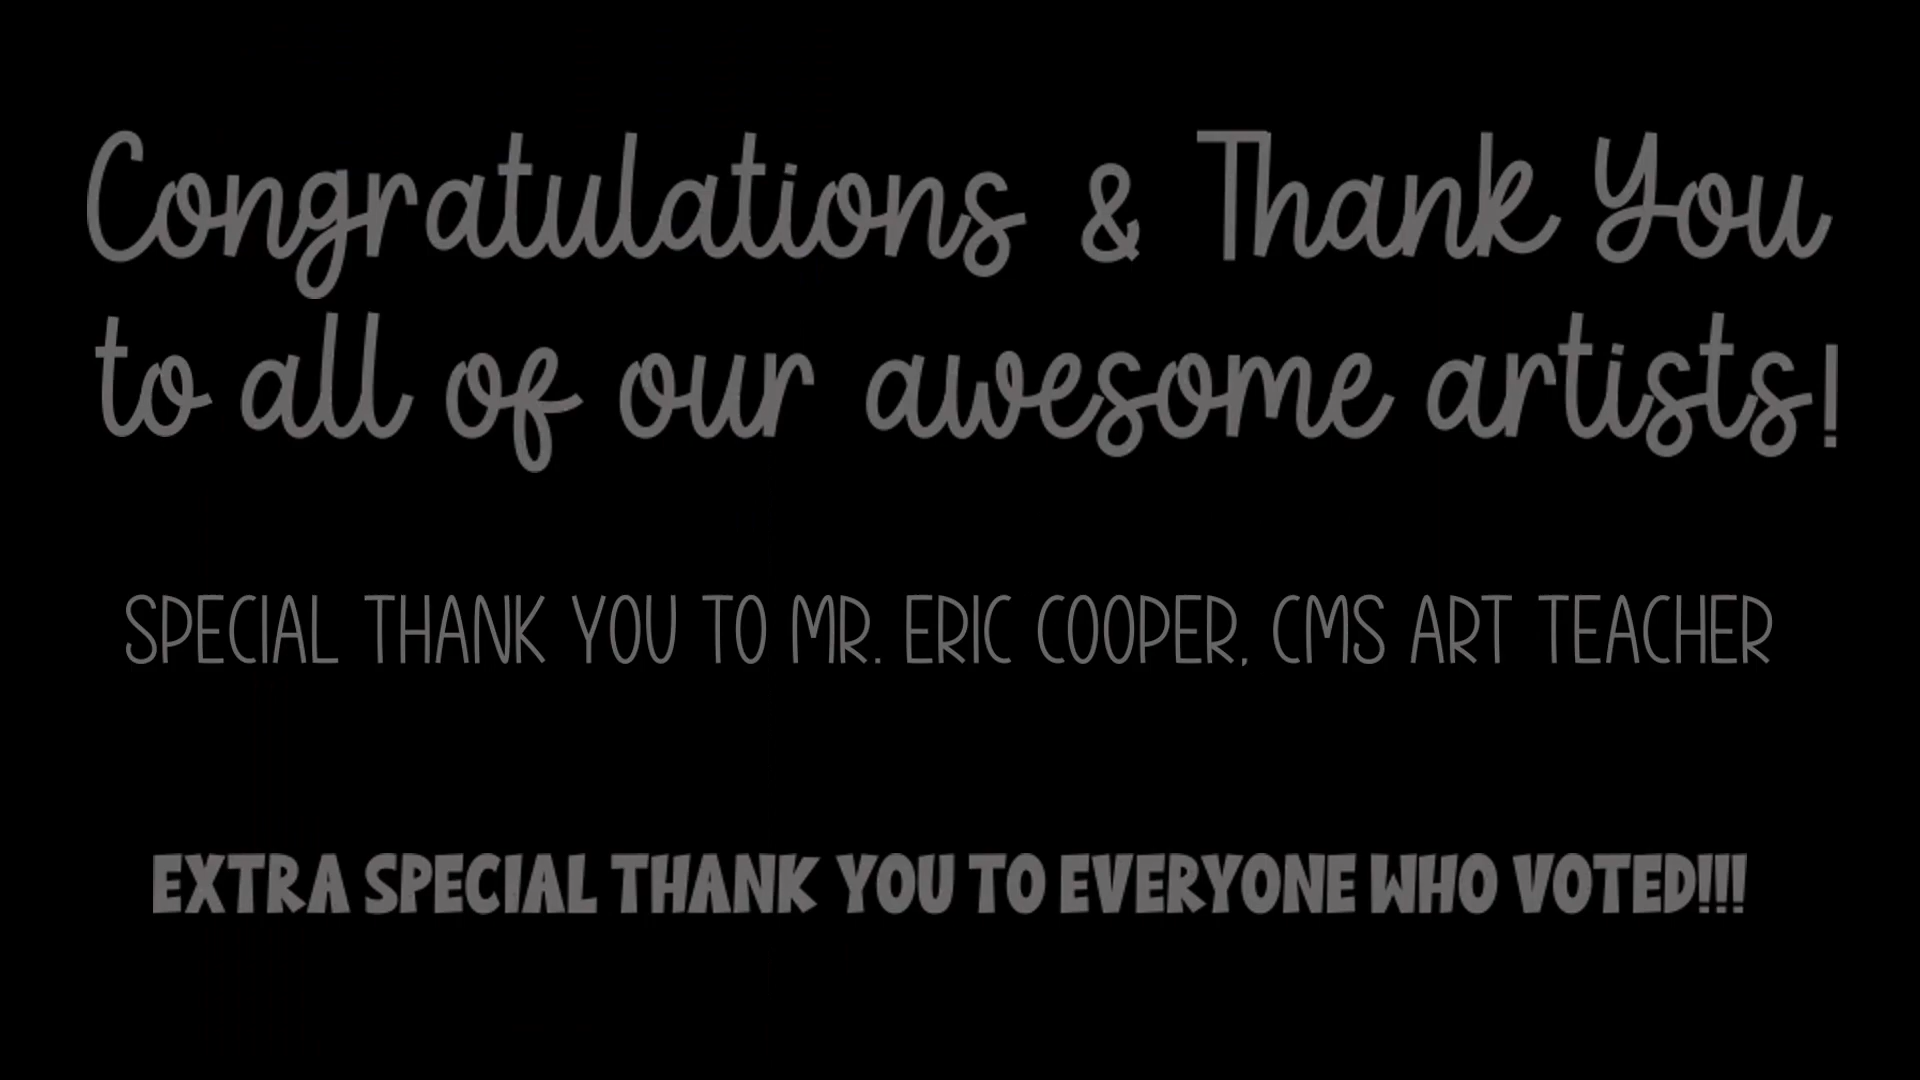 Congratulations & Thank You
to all of our awesome artists!
SPECIAL THANK YOU TO MR. ERIC COOPER, CMS ART TEACHER
EXTRA SPECIAL THANK YOU TO EVERYONE WHO VOTED!!!